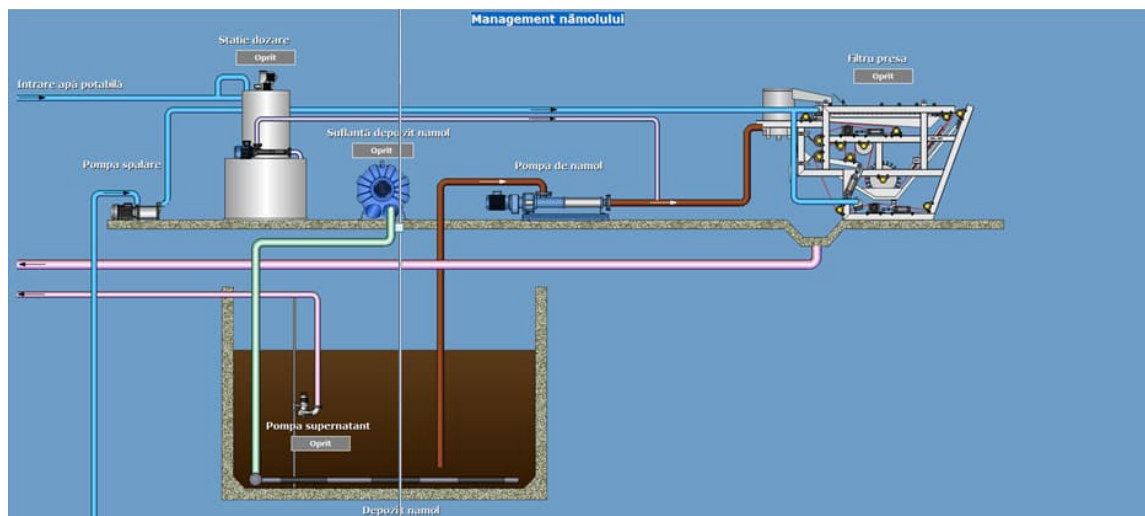 Management nămolului
Statie dozare
Oprit
Filtru presa
Oprit
Intrare apă potabilă
Suflantă depozit namol
Oprit
Pompa spalare
Pompa de namol
Pompa supernatant
Oprit
Depozit namol